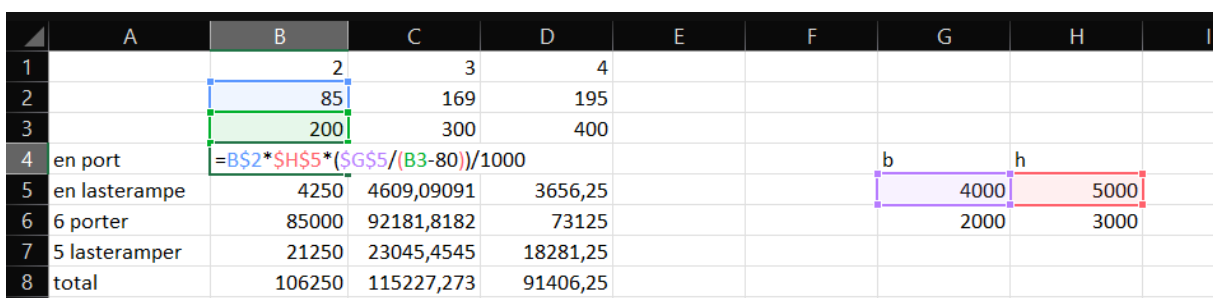 A B C D E F G H
1 2 3 4
2 85 169 195
3 200 300 400
4 en port =B$2*$H$5*($G$5/(B3-80))/1000 b h
5 en lasterampe 4250 4609,09091 3656,25 4000 5000
6 6 porter 85000 92181,8182 73125 2000 3000
7 5 lasteramper 21250 23045,4545 18281,25
8 total 106250 115227,273 91406,25